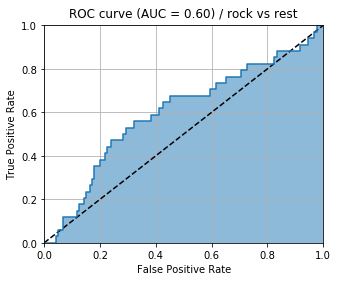 ROC curve (AUC = 0.60) / rock vs rest
True Positive Rate
1.0
0.8
0.6
0.4
0.2
0.0
0.0 0.2 0.4 0.6 0.8 1.0
False Positive Rate